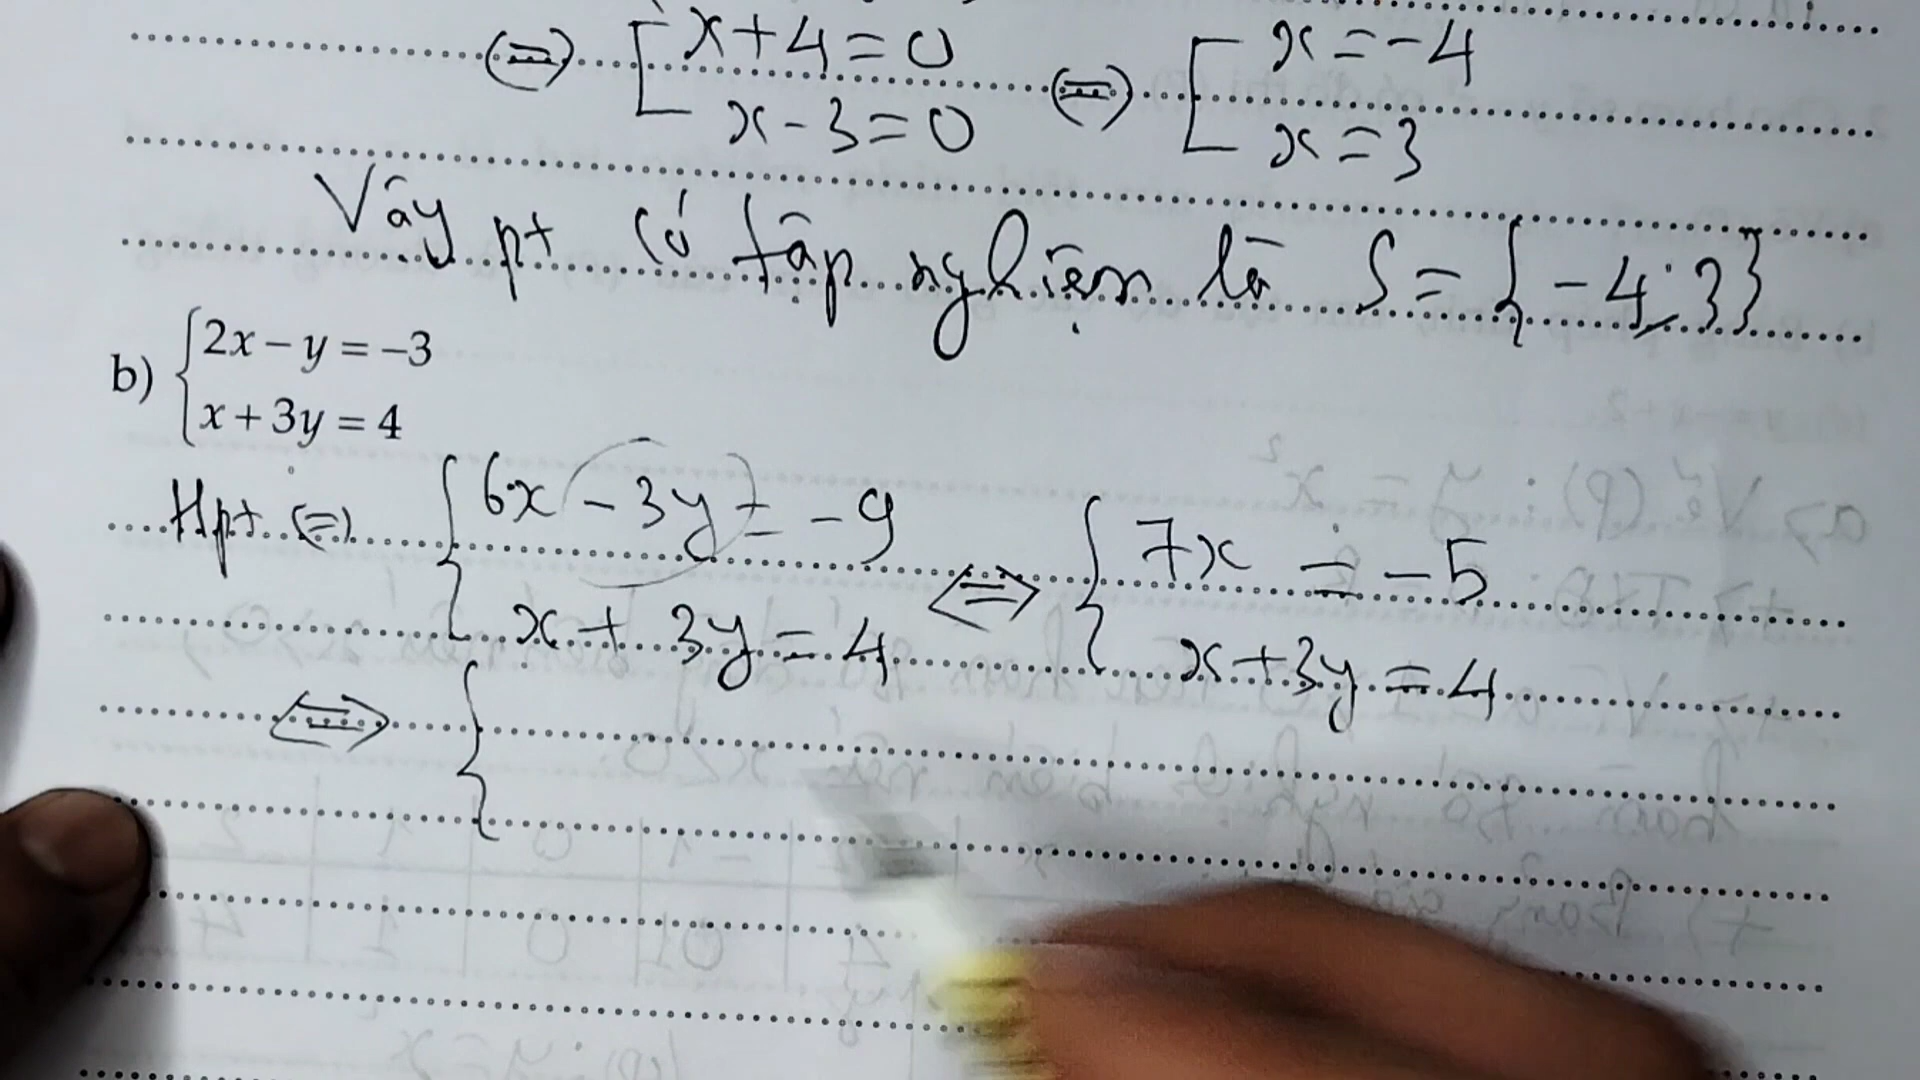 ⇔ [ x + 4 = 0 ⇔ [ x = -4
x - 3 = 0 x = 3
Vậy pt có tập nghiệm là S = { -4; 3 }
b) { 2x − y = −3
x + 3y = 4
Hpt ⇔ { 6x - 3y = -9 ⇔ { 7x = -5
x + 3y = 4 x + 3y = 4
⇔ {